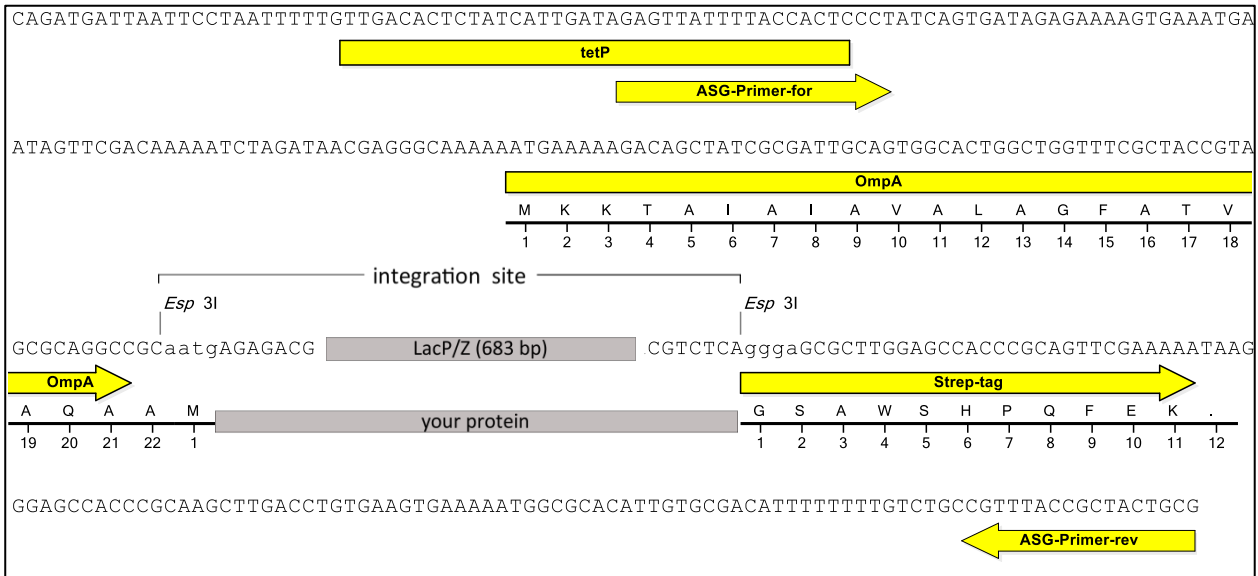 CAGATGATTAATTCCTAATTTTTGTTGACACTCTATCATTGATAGAGTTATTTTACCACTCCCTATCAGTGATAGAGAAAAGTGAAATGA
tetP
ASG-Primer-for
ATAGTTCGACAAAAATCTAGATAACGAGGGCAAAAAATGAAAAAGACAGCTATCGCGATTGCAGTGGCACTGGCTGGTTTCGCTACCGTA
OmpA
M K K T A I A I A V A L A G F A T V
1 2 3 4 5 6 7 8 9 10 11 12 13 14 15 16 17 18
integration site
Esp 3I Esp 3I
GCGCAGGCCGCaatgAGAGACG LacP/Z (683 bp) CGTCTCAgggaGCGCTTGGAGCCACCCGCAGTTCGAAAAATAAG
OmpA Strep-tag
A Q A A M your protein G S A W S H P Q F E K .
19 20 21 22 1 1 2 3 4 5 6 7 8 9 10 11 12
GGAGCCACCCGCAAGCTTGACCTGTGAAGTGAAAAATGGCGCACATTGTGCGACATTTTTTTTGTCTGCCGTTTACCGCTACTGCG
ASG-Primer-rev